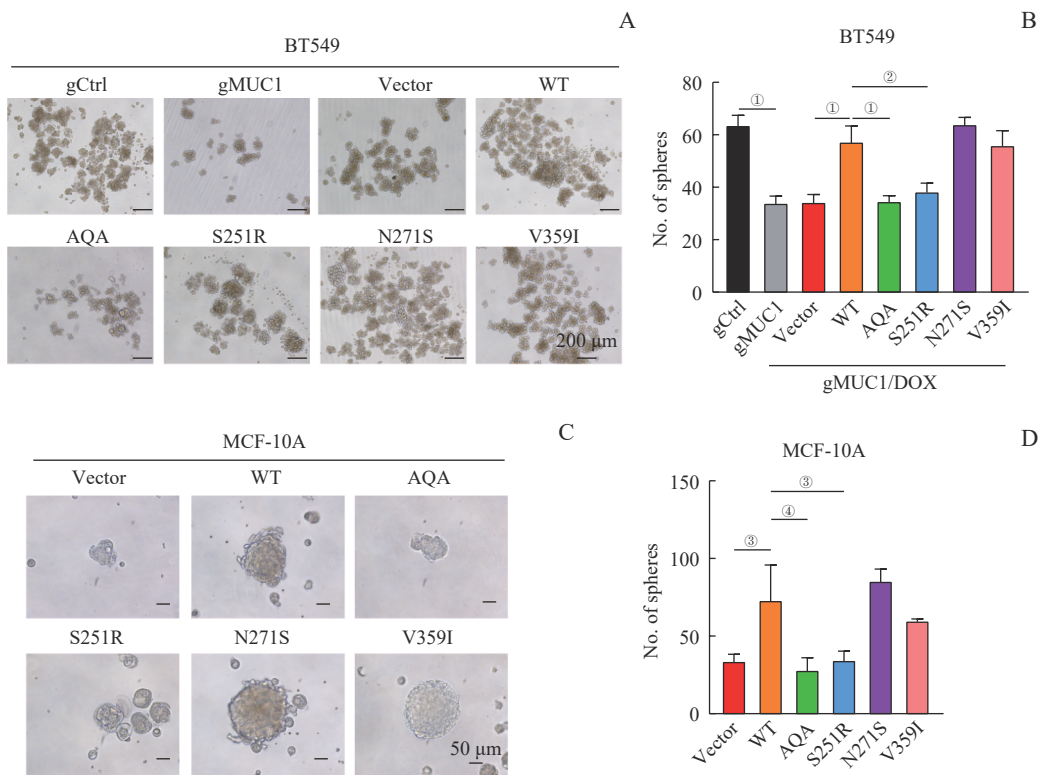 A
BT549
gCtrl gMUC1 Vector WT
AQA S251R N271S V359I
200 μm
B
BT549
No. of spheres
80
60
40
20
0
① ① ① ②
gCtrl gMUC1 Vector WT AQA S251R N271S V359I
gMUC1/DOX
C
MCF-10A
Vector WT AQA
S251R N271S V359I
50 μm
D
MCF-10A
No. of spheres
150
100
50
0
③ ④ ③
Vector WT AQA S251R N271S V359I